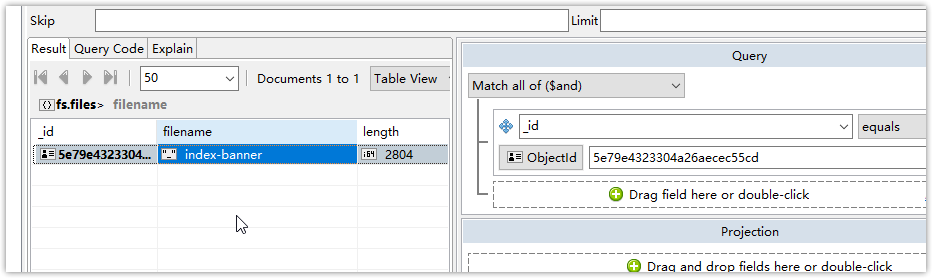 Skip Limit
Result Query Code Explain
50 Documents 1 to 1 Table View
fs.files> filename
_id filename length
5e79e4323304... "_" index-banner i64 2804
Query
Match all of ($and)
_id equals
ObjectId 5e79e4323304a26aecec55cd
Drag field here or double-click
Projection
Drag and drop fields here or double-click